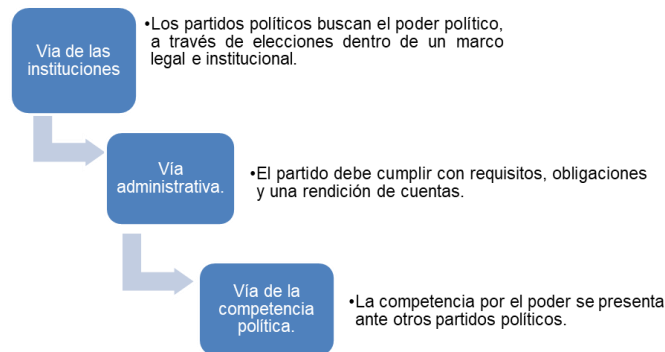 Via de las
instituciones
•Los partidos políticos buscan el poder político,
a través de elecciones dentro de un marco
legal e institucional.
Vía
administrativa.
•El partido debe cumplir con requisitos, obligaciones
y una rendición de cuentas.
Vía de la
competencia
política.
•La competencia por el poder se presenta
ante otros partidos políticos.